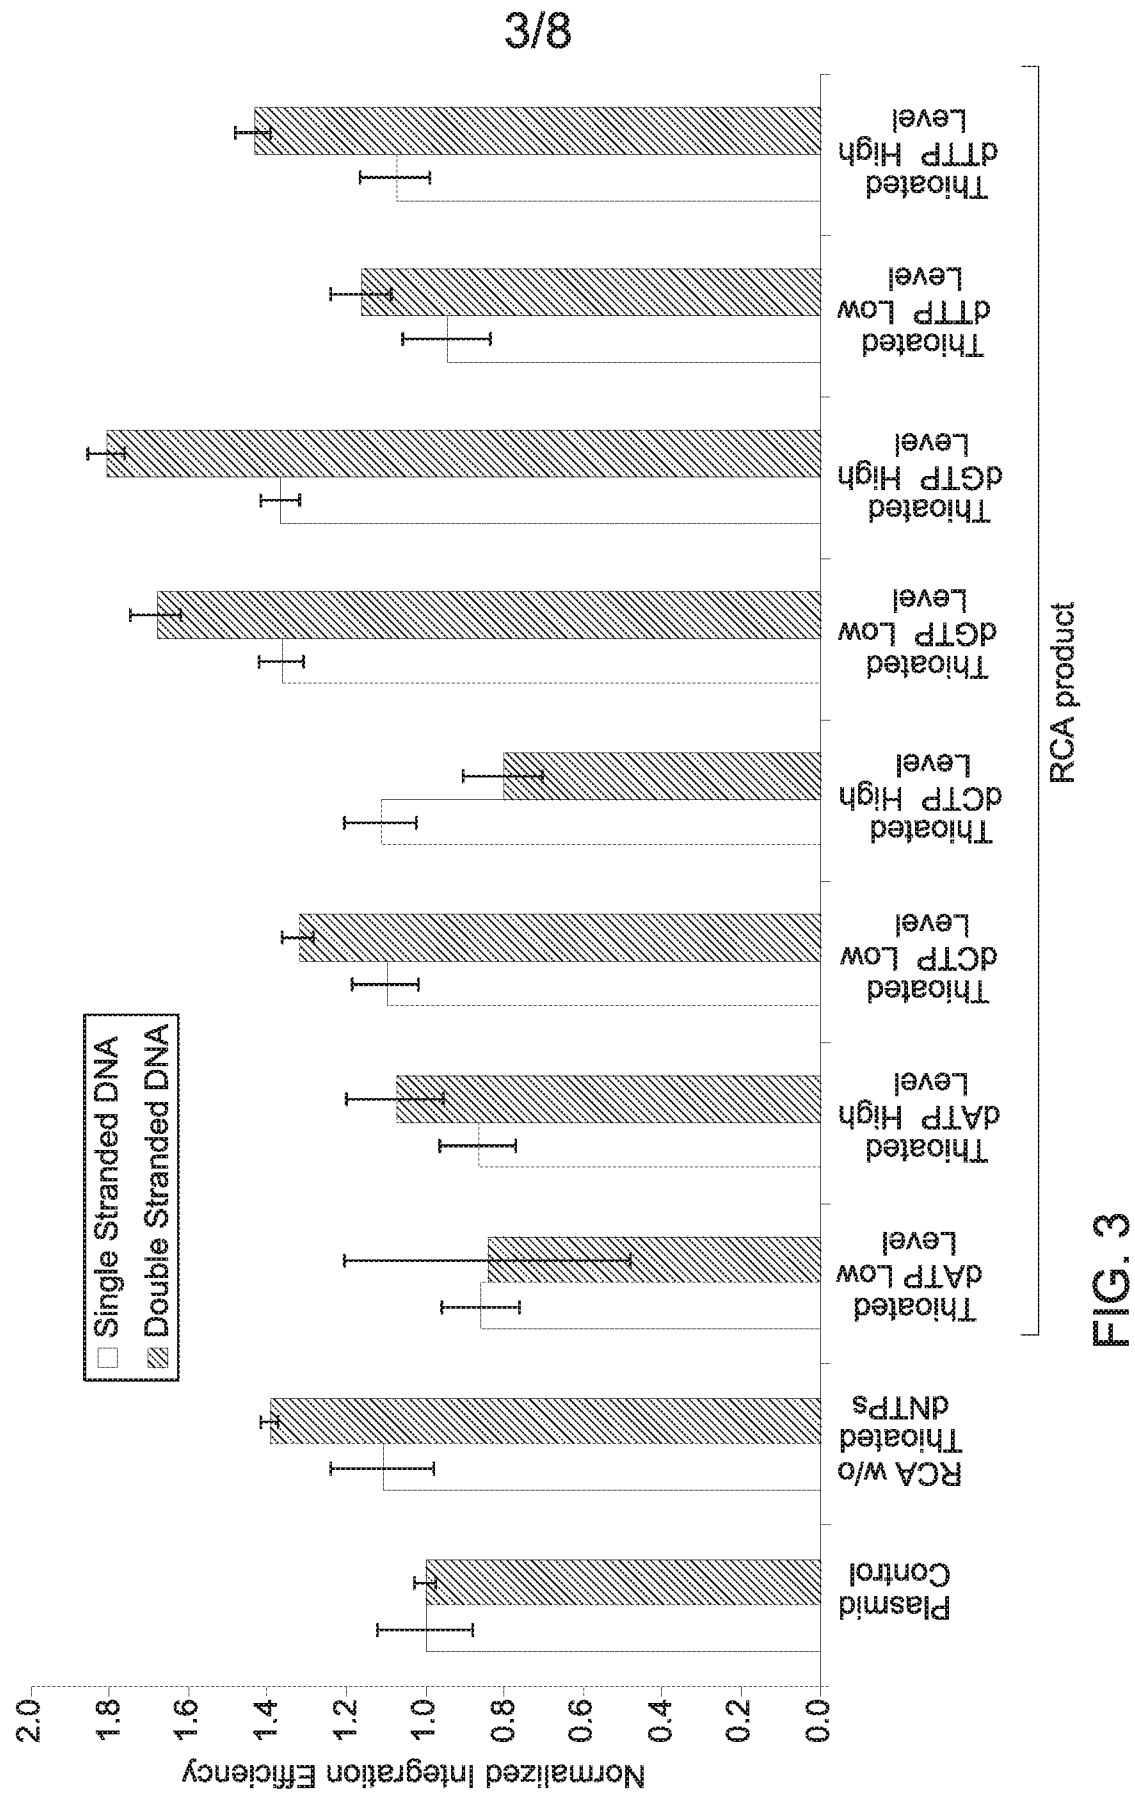 3/8
Single Stranded DNA
Double Stranded DNA
Normalized Integration Efficiency
2.0
1.8
1.6
1.4
1.2
1.0
0.8
0.6
0.4
0.2
0.0
Plasmid
Control
RCA w/o
Thioated
dNTPs
Thioated
dATP Low
Level
Thioated
dATP High
Level
Thioated
dCTP Low
Level
Thioated
dCTP High
Level
Thioated
dGTP Low
Level
Thioated
dGTP High
Level
Thioated
dTTP Low
Level
Thioated
dTTP High
Level
RCA product
FIG. 3